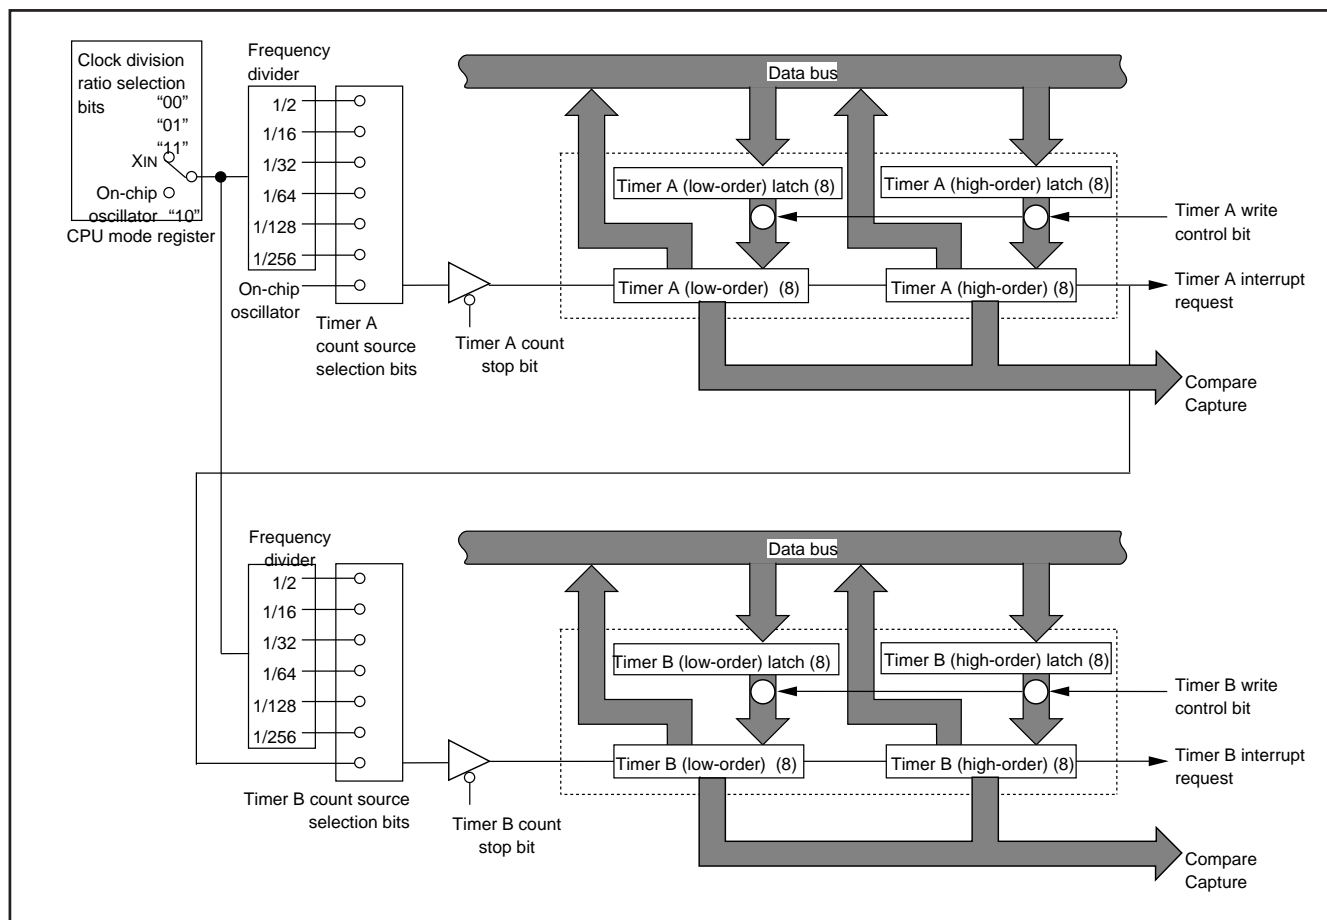 Clock division
ratio selection
bits
“00”
“01”
“11”
XIN
On-chip
oscillator “10”
CPU mode register
Frequency
divider
1/2
1/16
1/32
1/64
1/128
1/256
On-chip
oscillator
Timer A
count source
selection bits
Timer A count
stop bit
Data bus
Timer A (low-order) latch (8)
Timer A (high-order) latch (8)
Timer A write
control bit
Timer A (low-order) (8)
Timer A (high-order) (8)
Timer A interrupt
request
Compare
Capture
Frequency
divider
1/2
1/16
1/32
1/64
1/128
1/256
Timer B count source
selection bits
Timer B count
stop bit
Data bus
Timer B (low-order) latch (8)
Timer B (high-order) latch (8)
Timer B write
control bit
Timer B (low-order) (8)
Timer B (high-order) (8)
Timer B interrupt
request
Compare
Capture